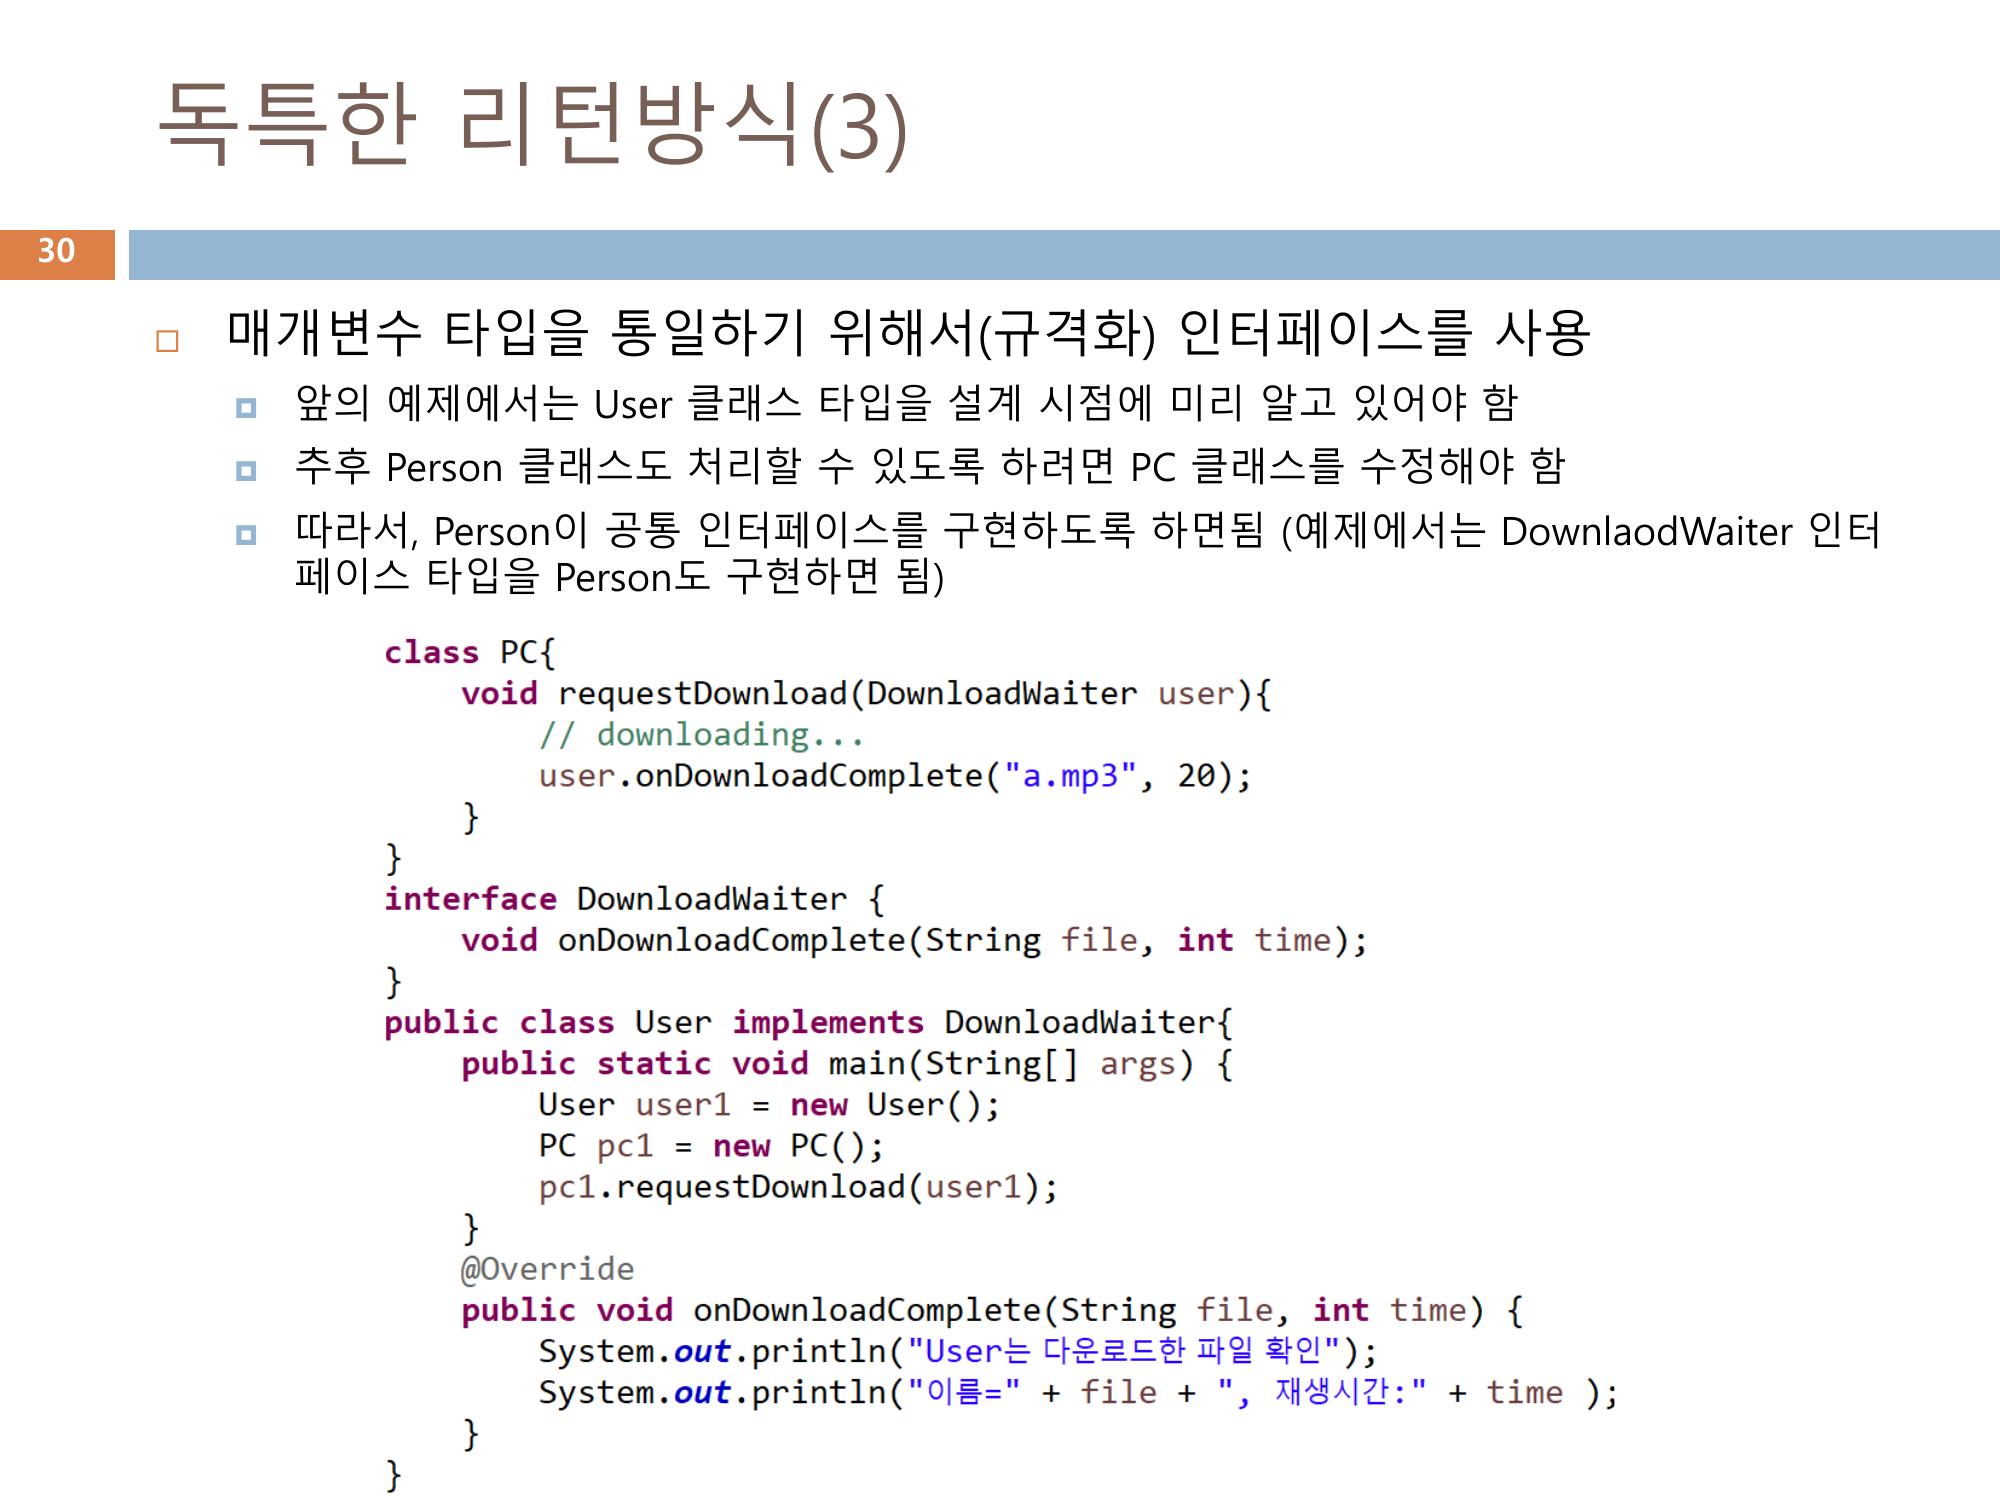 독특한 리턴방식(3)
30
매개변수 타입을 통일하기 위해서(규격화) 인터페이스를 사용
앞의 예제에서는 User 클래스 타입을 설계 시점에 미리 알고 있어야 함
추후 Person 클래스도 처리할 수 있도록 하려면 PC 클래스를 수정해야 함
따라서, Person이 공통 인터페이스를 구현하도록 하면됨 (예제에서는 DownlaodWaiter 인터
페이스 타입을 Person도 구현하면 됨)
class PC{
    void requestDownload(DownloadWaiter user){
        // downloading...
        user.onDownloadComplete("a.mp3", 20);
    }
}
interface DownloadWaiter {
    void onDownloadComplete(String file, int time);
}
public class User implements DownloadWaiter{
    public static void main(String[] args) {
        User user1 = new User();
        PC pc1 = new PC();
        pc1.requestDownload(user1);
    }
    @Override
    public void onDownloadComplete(String file, int time) {
        System.out.println("User는 다운로드한 파일 확인");
        System.out.println("이름=" + file + ", 재생시간:" + time );
    }
}